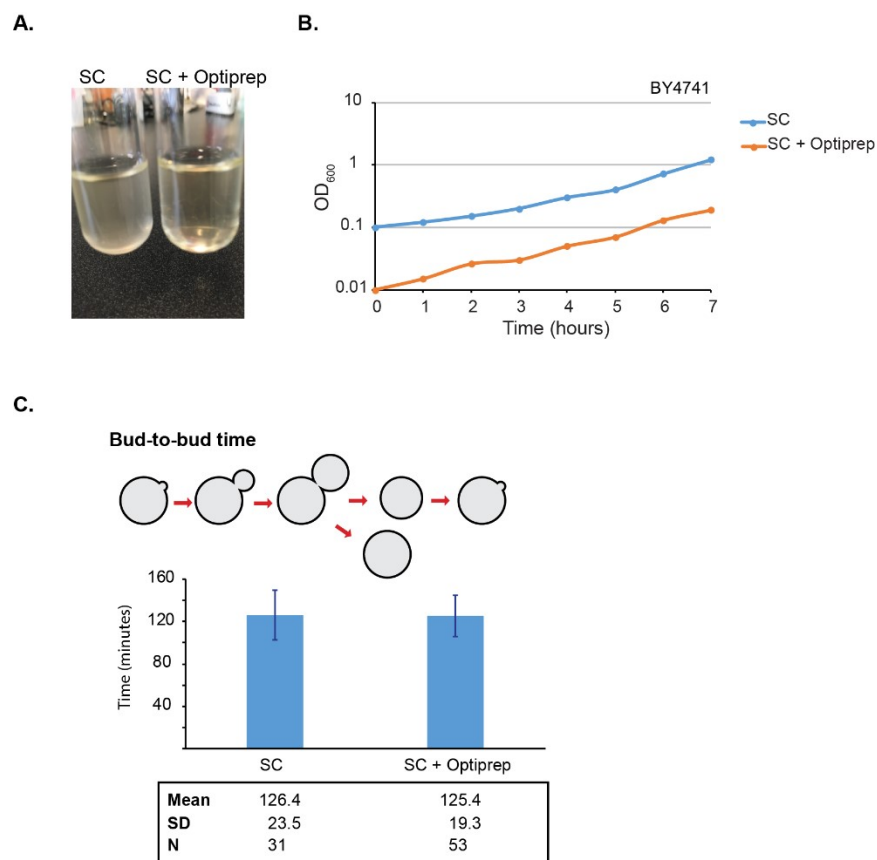 A.
SC SC + Optiprep
B.
BY4741
10
1
0.1
0.01
OD600
0 1 2 3 4 5 6 7
Time (hours)
SC
SC + Optiprep
C.
Bud-to-bud time
160
120
80
40
Time (minutes)
SC SC + Optiprep
Mean 126.4 125.4
SD 23.5 19.3
N 31 53